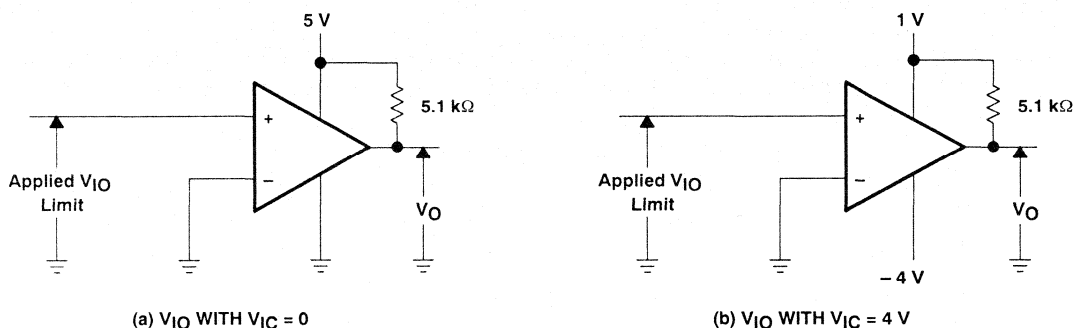 5 V
5.1 kΩ
+
−
Applied VIO
Limit
VO
(a) VIO WITH VIC = 0
1 V
5.1 kΩ
+
−
Applied VIO
Limit
VO
− 4 V
(b) VIO WITH VIC = 4 V